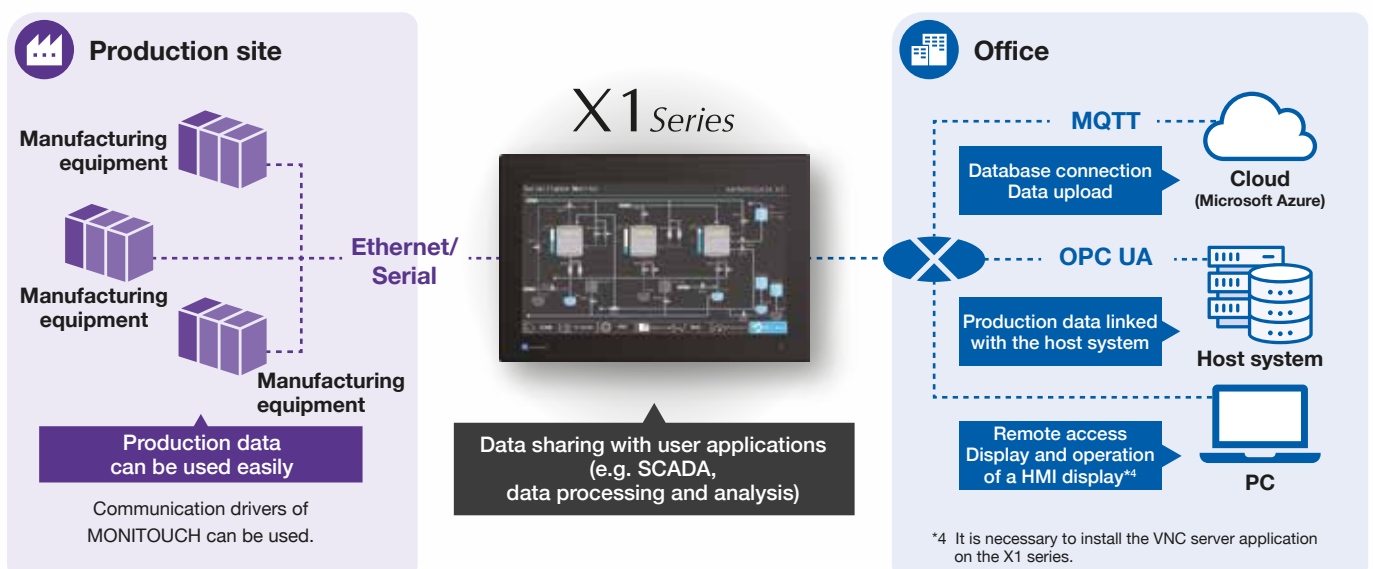 Production site
Manufacturing
equipment
Manufacturing
equipment
Manufacturing
equipment
Production data
can be used easily
Communication drivers of
MONITOUCH can be used.
Ethernet/
Serial
X1 Series
Data sharing with user applications
(e.g. SCADA,
data processing and analysis)
Office
MQTT
Database connection
Data upload
Cloud
(Microsoft Azure)
OPC UA
Production data linked
with the host system
Host system
Remote access
Display and operation
of a HMI display*4
PC
*4 It is necessary to install the VNC server application
on the X1 series.